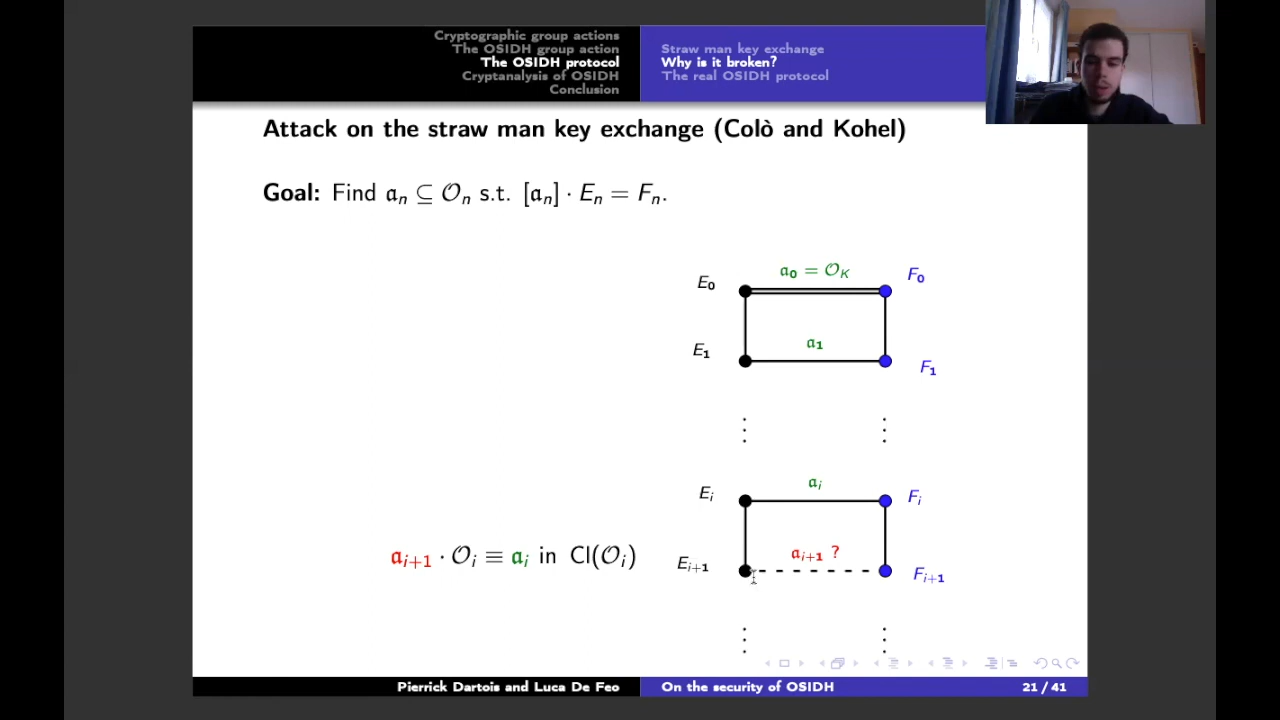 Cryptographic group actions
The OSIDH group action
The OSIDH protocol
Cryptanalysis of OSIDH
Conclusion
Straw man key exchange
Why is it broken?
The real OSIDH protocol
Attack on the straw man key exchange (Colò and Kohel)
Goal: Find 𝔞ₙ ⊆ 𝒪ₙ s.t. [𝔞ₙ] · Eₙ = Fₙ.
E₀ 𝔞₀ = 𝒪_K F₀
E₁ 𝔞₁ F₁
⋮ ⋮
Eᵢ 𝔞ᵢ Fᵢ
𝔞ᵢ₊₁ · 𝒪ᵢ ≡ 𝔞ᵢ in Cl(𝒪ᵢ) Eᵢ₊₁ 𝔞ᵢ₊₁ ? Fᵢ₊₁
⋮ ⋮
Pierrick Dartois and Luca De Feo On the security of OSIDH 21 / 41